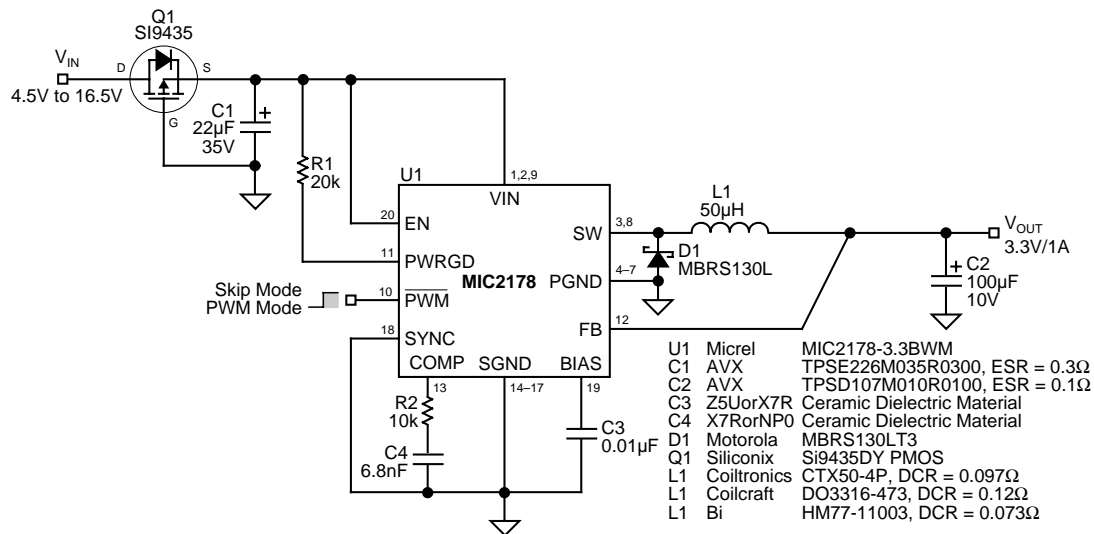 Q1
SI9435
V_IN
D
S
4.5V to 16.5V
G
C1
+
22µF
35V
R1
20k
U1
1,2,9
VIN
20
EN
SW
3,8
L1
50µH
V_OUT
3.3V/1A
11
PWRGD
D1
MBRS130L
MIC2178
PGND
4–7
+
C2
100µF
10V
Skip Mode
PWM Mode
10
PWM
18
SYNC
FB
12
COMP
SGND
BIAS
13
14–17
19
R2
10k
C4
6.8nF
C3
0.01µF
U1 Micrel MIC2178-3.3BWM
C1 AVX TPSE226M035R0300, ESR = 0.3Ω
C2 AVX TPSD107M010R0100, ESR = 0.1Ω
C3 Z5UorX7R Ceramic Dielectric Material
C4 X7RorNP0 Ceramic Dielectric Material
D1 Motorola MBRS130LT3
Q1 Siliconix Si9435DY PMOS
L1 Coiltronics CTX50-4P, DCR = 0.097Ω
L1 Coilcraft DO3316-473, DCR = 0.12Ω
L1 Bi HM77-11003, DCR = 0.073Ω